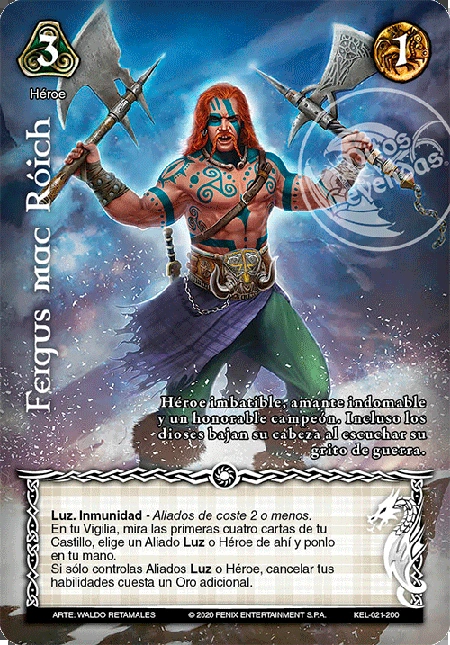 3
1
Héroe
Fergus mac Róich
Mitos y
Leyendas.
Héroe imbatible, amante indomable
y un honorable campeón. Incluso los
dioses bajan su cabeza al escuchar su
grito de guerra.
Luz. Inmunidad - Aliados de coste 2 o menos.
En tu Vigilia, mira las primeras cuatro cartas de tu
Castillo, elige un Aliado Luz o Héroe de ahí y ponlo
en tu mano.
Si sólo controlas Aliados Luz o Héroe, cancelar tus
habilidades cuesta un Oro adicional.
ARTE: WALDO RETAMALES
© 2020 FENIX ENTERTAINMENT S.P.A.
KEL-021-200